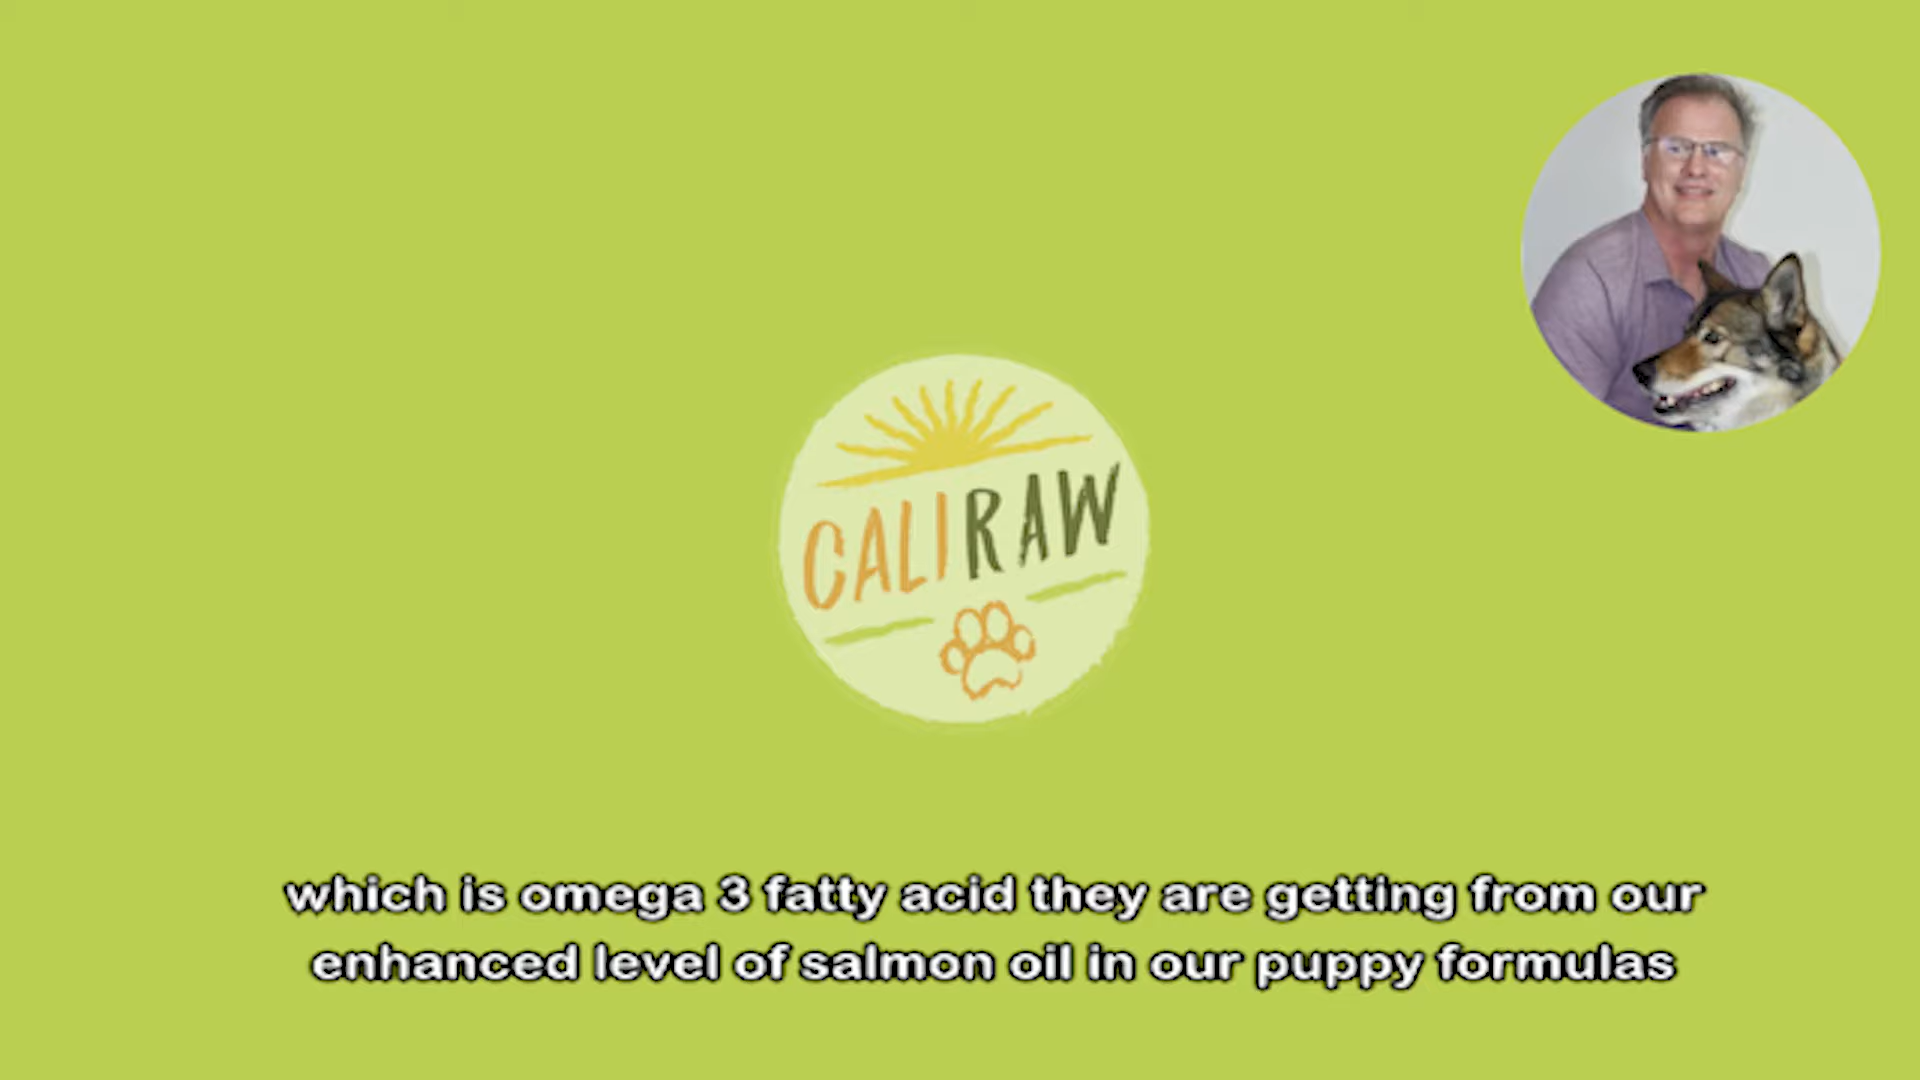 CALIRAW
which is omega 3 fatty acid they are getting from our
enhanced level of salmon oil in our puppy formulas